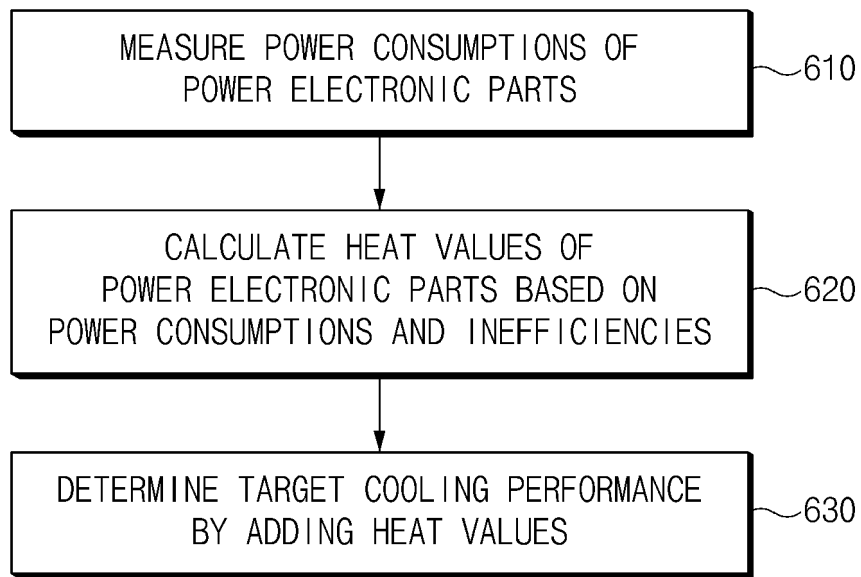 MEASURE POWER CONSUMPTIONS OF
POWER ELECTRONIC PARTS
610
CALCULATE HEAT VALUES OF
POWER ELECTRONIC PARTS BASED ON
POWER CONSUMPTIONS AND INEFFICIENCIES
620
DETERMINE TARGET COOLING PERFORMANCE
BY ADDING HEAT VALUES
630